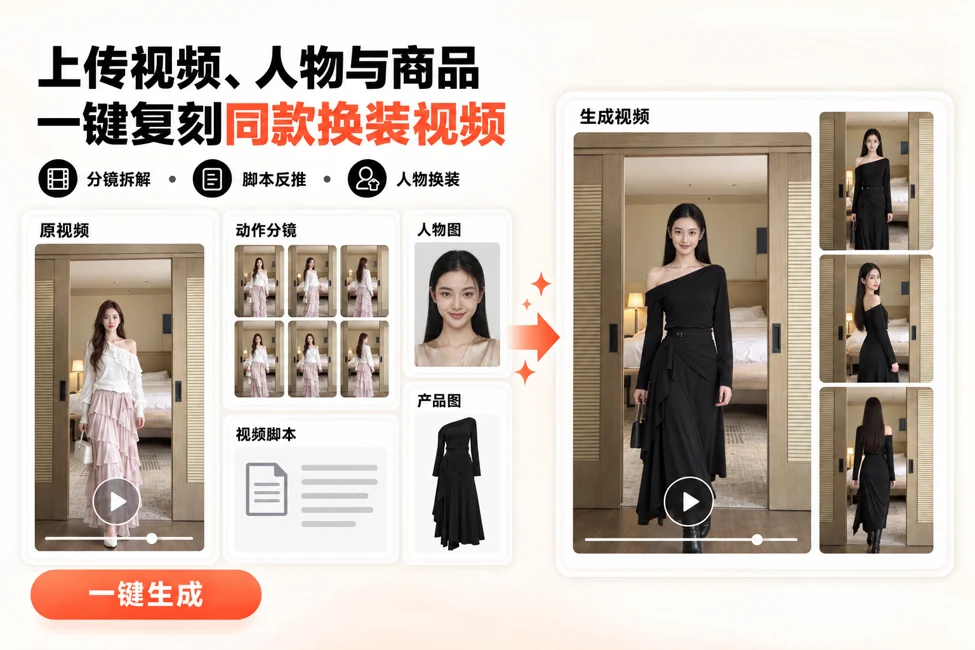 上传视频、人物与商品
一键复刻同款换装视频
分镜拆解 • 脚本反推 • 人物换装
原视频
动作分镜
视频脚本
人物图
产品图
生成视频
一键生成